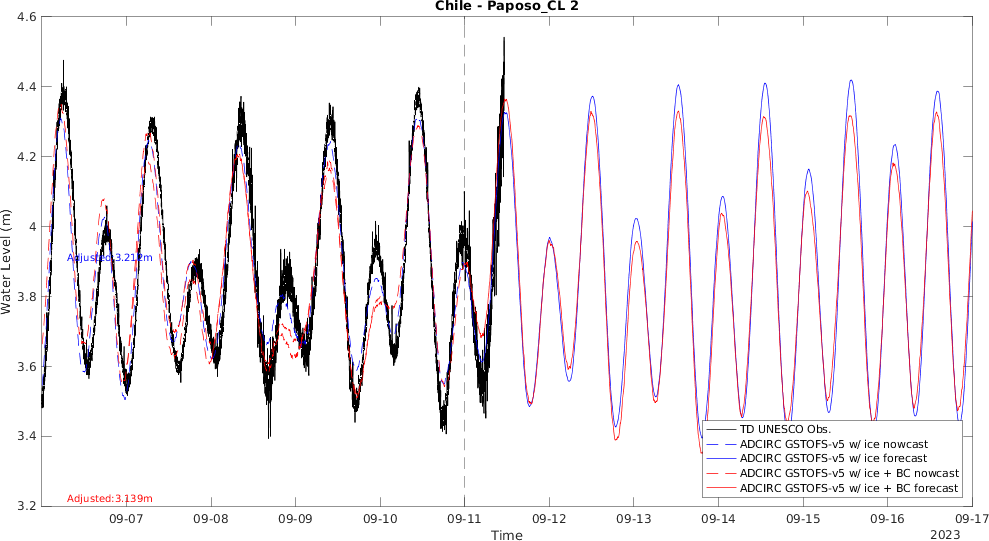 Chile - Paposo_CL 2
4.6
4.4
4.2
4
3.8
3.6
3.4
3.2
Water Level (m)
Adjusted:3.212m
Adjusted:3.139m
TD UNESCO Obs.
ADCIRC GSTOFS-v5 w/ ice nowcast
ADCIRC GSTOFS-v5 w/ ice forecast
ADCIRC GSTOFS-v5 w/ ice + BC nowcast
ADCIRC GSTOFS-v5 w/ ice + BC forecast
09-07 09-08 09-09 09-10 09-11 09-12 09-13 09-14 09-15 09-16 09-17
Time
2023